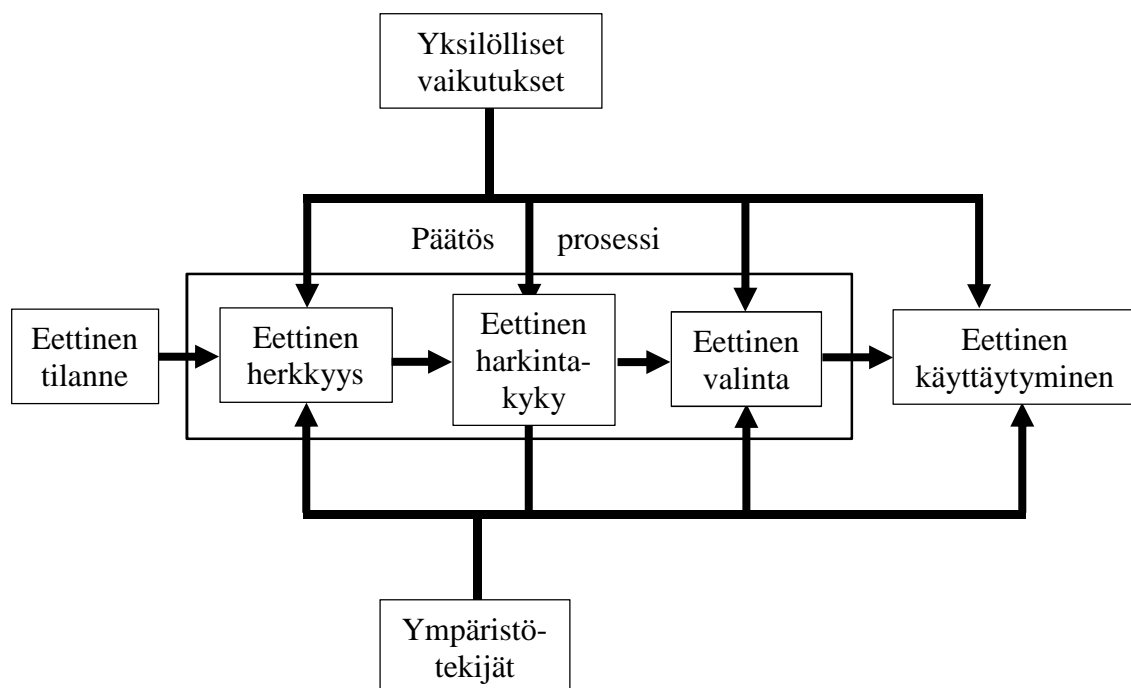 Yksilölliset
vaikutukset
Päätös prosessi
Eettinen
tilanne
Eettinen
herkkyys
Eettinen
harkinta-
kyky
Eettinen
valinta
Eettinen
käyttäytyminen
Ympäristö-
tekijät